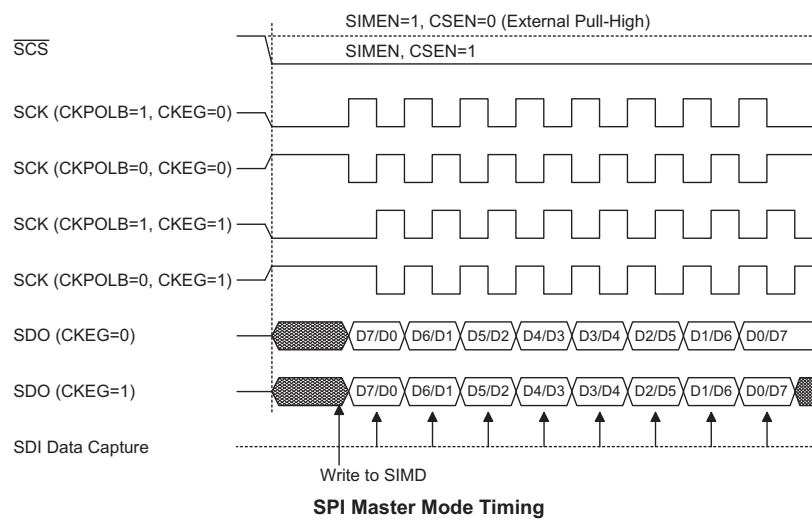 SIMEN=1, CSEN=0 (External Pull-High)
SCS
SIMEN, CSEN=1
SCK (CKPOLB=1, CKEG=0)
SCK (CKPOLB=0, CKEG=0)
SCK (CKPOLB=1, CKEG=1)
SCK (CKPOLB=0, CKEG=1)
SDO (CKEG=0) D7/D0 D6/D1 D5/D2 D4/D3 D3/D4 D2/D5 D1/D6 D0/D7
SDO (CKEG=1) D7/D0 D6/D1 D5/D2 D4/D3 D3/D4 D2/D5 D1/D6 D0/D7
SDI Data Capture
Write to SIMD
SPI Master Mode Timing